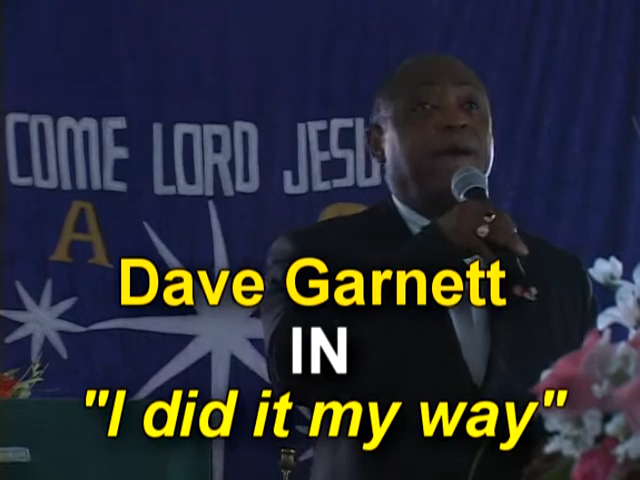 COME LORD JESU
A
Dave Garnett
IN
"I did it my way"